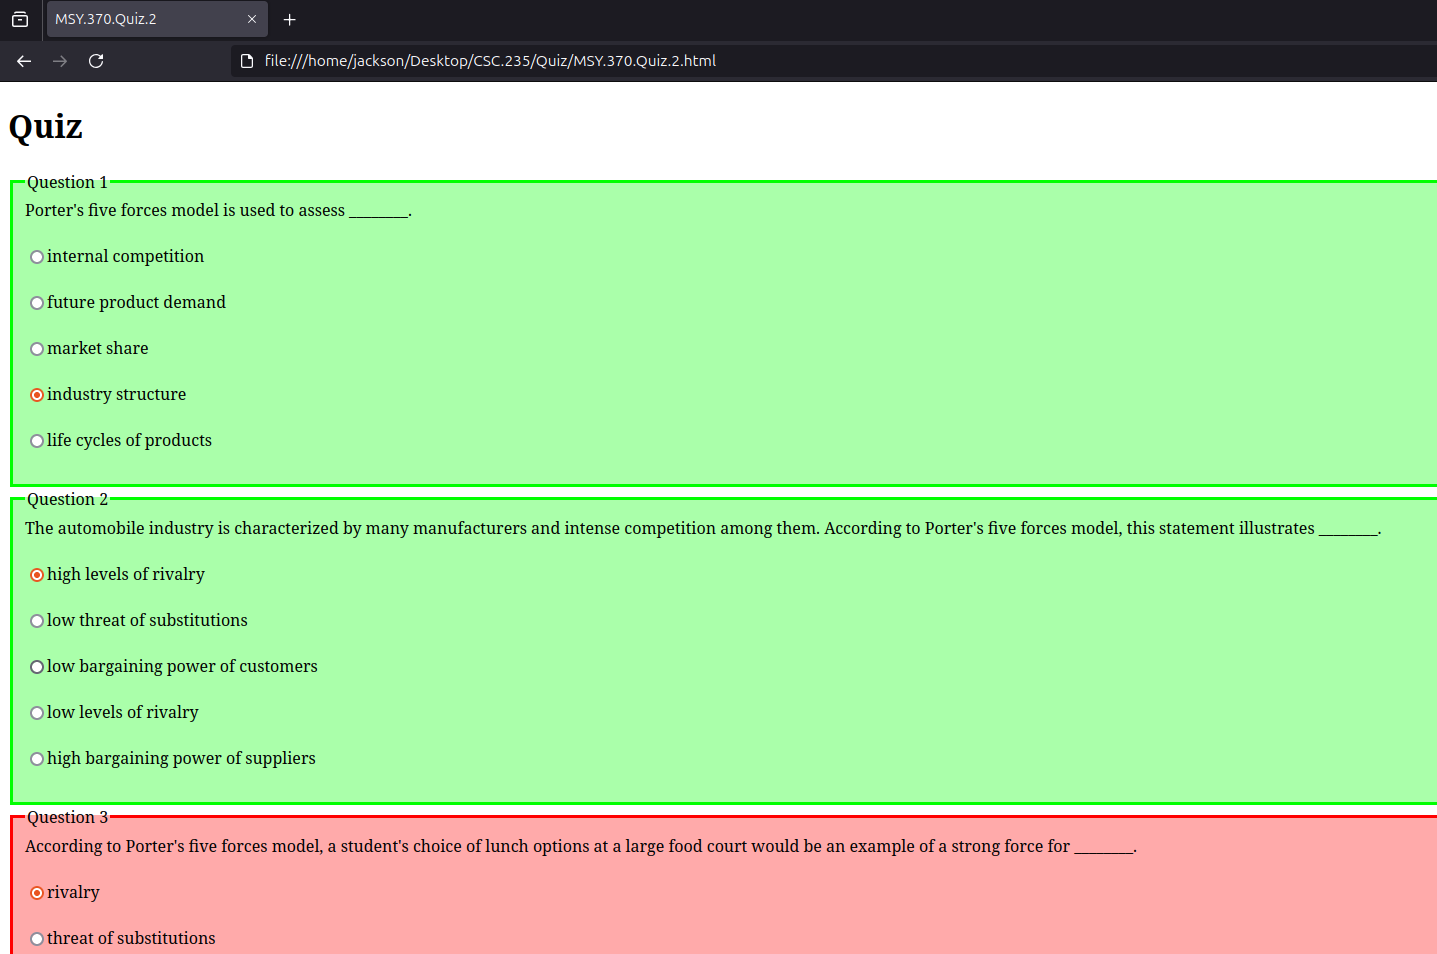 MSY.370.Quiz.2
file:///home/jackson/Desktop/CSC.235/Quiz/MSY.370.Quiz.2.html
Quiz
Question 1
Porter's five forces model is used to assess ________.
internal competition
future product demand
market share
industry structure
life cycles of products
Question 2
The automobile industry is characterized by many manufacturers and intense competition among them. According to Porter's five forces model, this statement illustrates ________.
high levels of rivalry
low threat of substitutions
low bargaining power of customers
low levels of rivalry
high bargaining power of suppliers
Question 3
According to Porter's five forces model, a student's choice of lunch options at a large food court would be an example of a strong force for ________.
rivalry
threat of substitutions